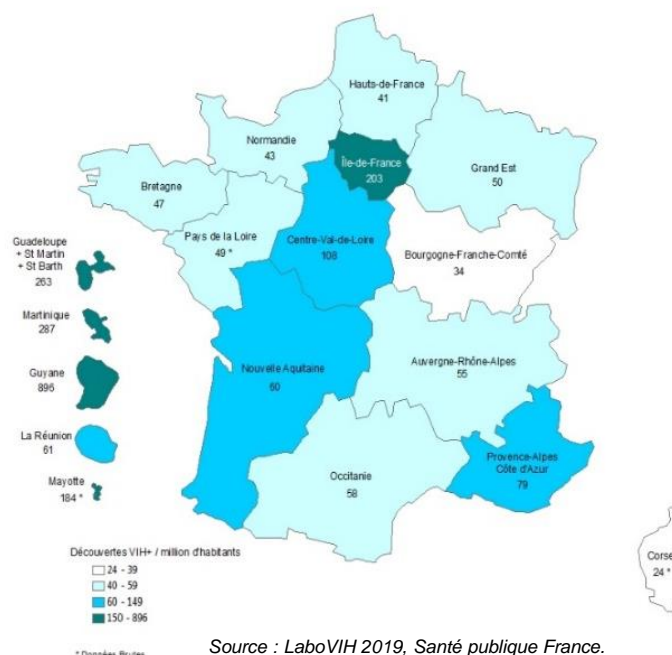 Hauts-de-France
41
Normandie
43
Île-de-France
203
Grand Est
50
Bretagne
47
Pays de la Loire
49 *
Centre-Val-de-Loire
108
Bourgogne-Franche-Comté
34
Guadeloupe
+ St Martin
+ St Barth
263
Martinique
287
Guyane
896
La Réunion
61
Mayotte
184 *
Nouvelle Aquitaine
60
Auvergne-Rhône-Alpes
55
Occitanie
58
Provence-Alpes
Côte d'Azur
79
Corse
24 *
Découvertes VIH+ / million d'habitants
24 - 39
40 - 59
60 - 149
150 - 896
* Données Brutes
Source : LaboVIH 2019, Santé publique France.